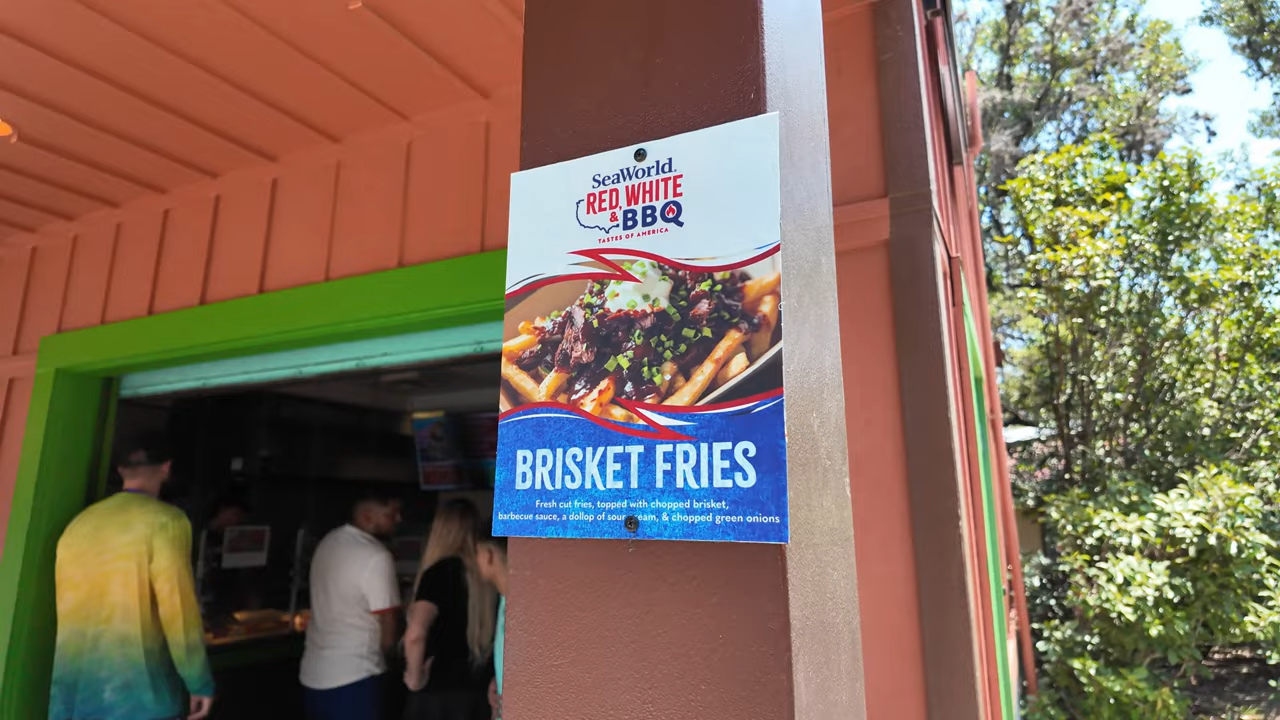 SeaWorld.
RED, WHITE
& BBQ
TASTES OF AMERICA
BRISKET FRIES
Fresh cut fries, topped with chopped brisket,
barbecue sauce, a dollop of sour cream, & chopped green onions